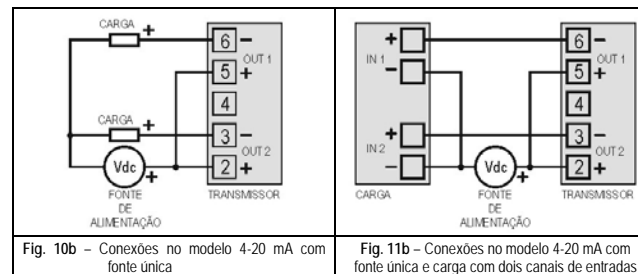 CARGA
+
6 −
OUT 1
5 +
4
CARGA
+
3 −
OUT 2
Vdc
+
2 +
FONTE
DE
ALIMENTAÇÃO
TRANSMISSOR
Fig. 10b – Conexões no modelo 4-20 mA com
fonte única
+
IN 1
−
+
IN 2
−
CARGA
6 −
OUT 1
5 +
4
3 −
OUT 2
Vdc
+
2 +
FONTE
DE
ALIMENTAÇÃO
TRANSMISSOR
Fig. 11b – Conexões no modelo 4-20 mA com
fonte única e carga com dois canais de entradas